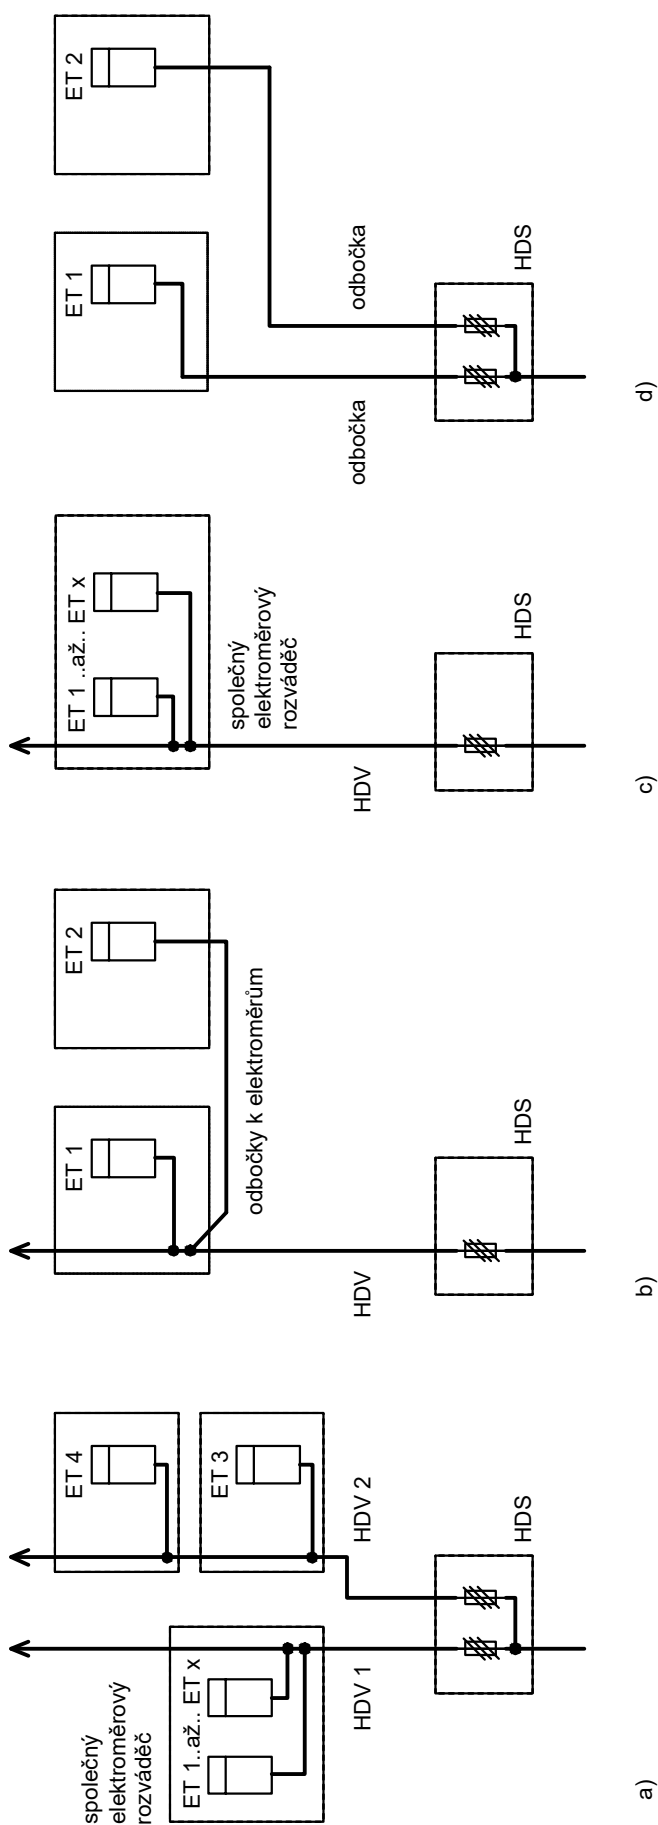 společný
elektroměrový
rozváděč
ET 1..až.. ET x
ET 4
ET 3
HDV 1
HDV 2
HDS
a)
ET 1
ET 2
odbočky k elektroměrům
HDV
HDS
b)
ET 1 ..až.. ET x
společný
elektroměrový
rozváděč
HDV
HDS
c)
ET 1
ET 2
odbočka
odbočka
HDS
d)